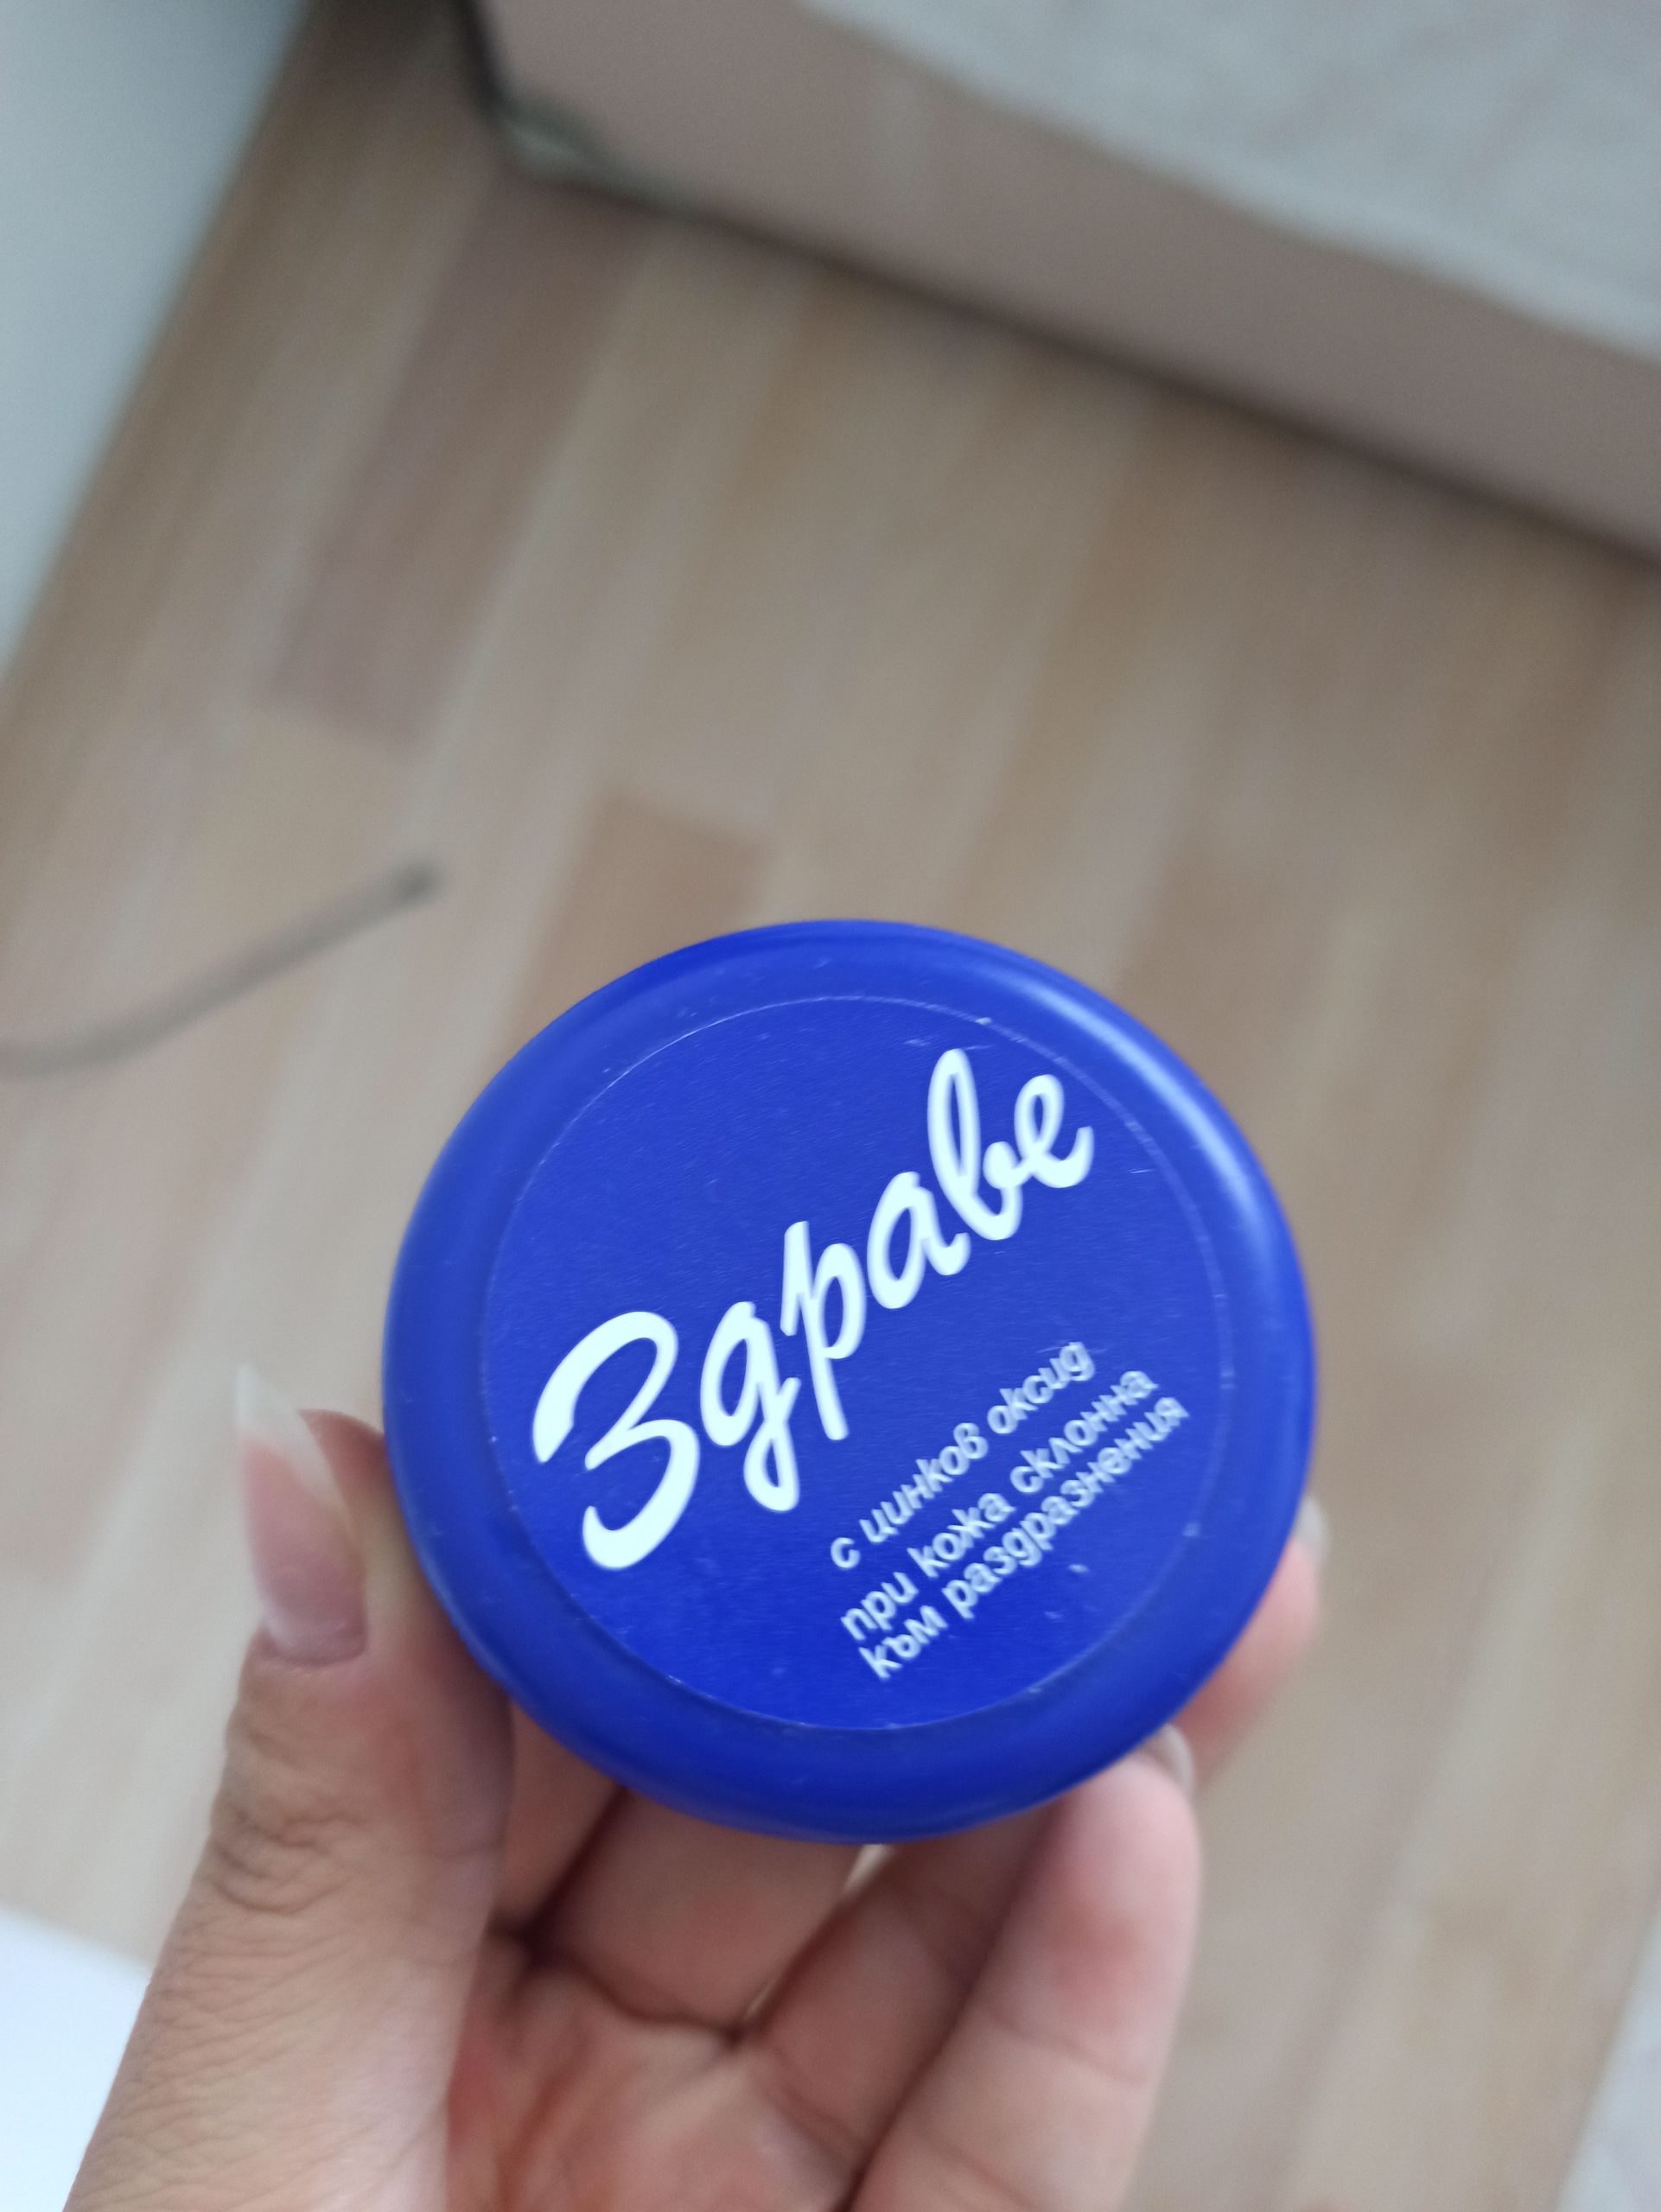 Здраве
с цинков оксид
при кожа склонна
към раздразнения